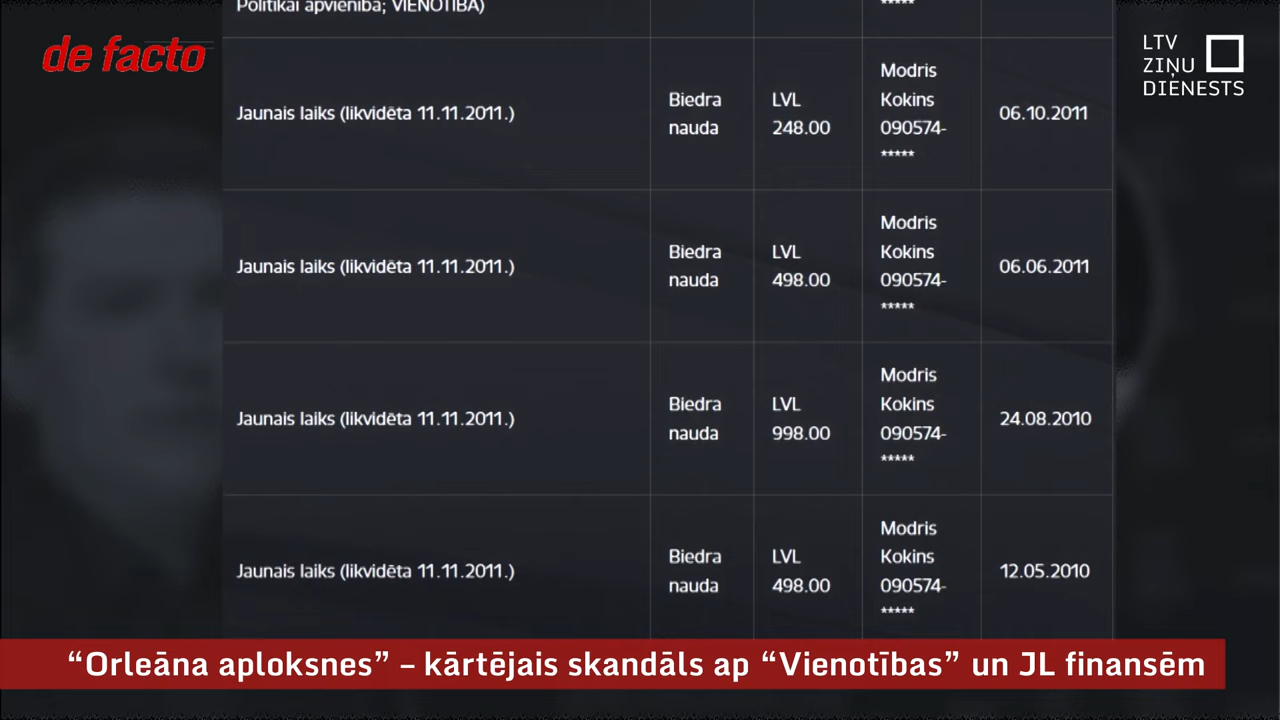 Politikai apvienība; VIENOTĪBA)
*****
de facto
LTV
ZIŅU
DIENESTS
Jaunais laiks (likvidēta 11.11.2011.)
Biedra
nauda
LVL
248.00
Modris
Kokins
090574-
*****
06.10.2011
Jaunais laiks (likvidēta 11.11.2011.)
Biedra
nauda
LVL
498.00
Modris
Kokins
090574-
*****
06.06.2011
Jaunais laiks (likvidēta 11.11.2011.)
Biedra
nauda
LVL
998.00
Modris
Kokins
090574-
*****
24.08.2010
Jaunais laiks (likvidēta 11.11.2011.)
Biedra
nauda
LVL
498.00
Modris
Kokins
090574-
*****
12.05.2010
“Orleāna aploksnes” – kārtējais skandāls ap “Vienotības” un JL finansēm